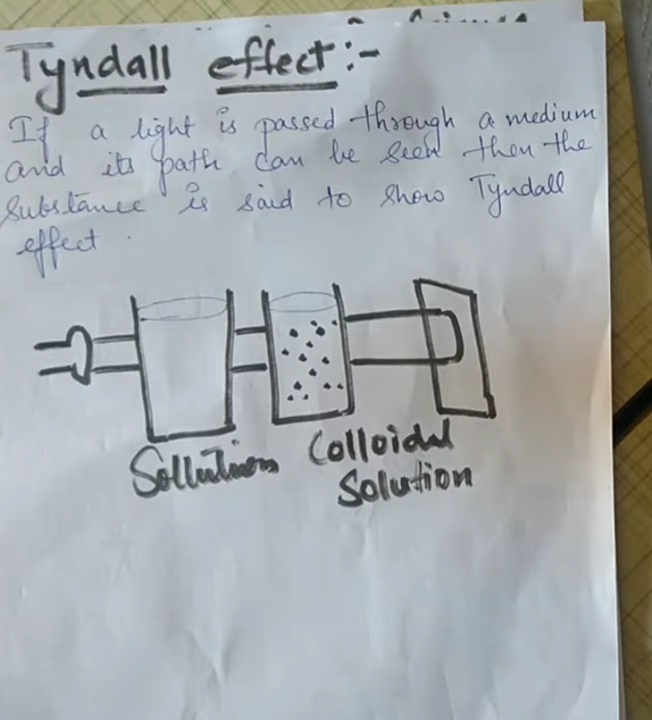 Tyndall effect:-
If a light is passed through a medium
and its path can be seen then the
substance is said to show Tyndall
effect.
Sollution
Colloidal
Solution